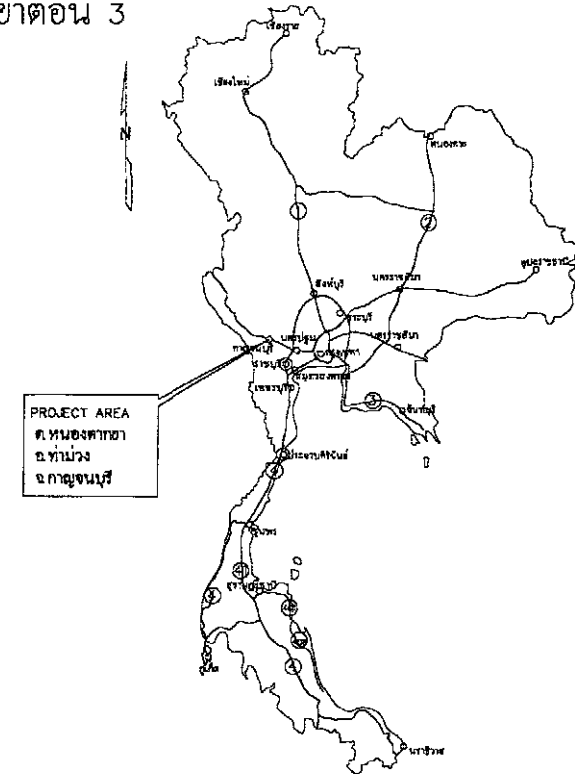 ยาตอน 3
เชียงราย
เชียงใหม่
N
หนองคาย
1
2
อุบลราชธานี
สิงห์บุรี
นครราชสีมา
สระบุรี
นครปฐม
กาญจนบุรี
กรุงเทพฯ
ราชบุรี
สมุทรสงคราม
เพชรบุรี
3
จันทบุรี
PROJECT AREA
ต.หนองตากยา
อ.ท่าม่วง
จ.กาญจนบุรี
ประจวบคีรีขันธ์
4
ชุมพร
41
สุราษฎร์ธานี
4
4
ภูเก็ต
นราธิวาส